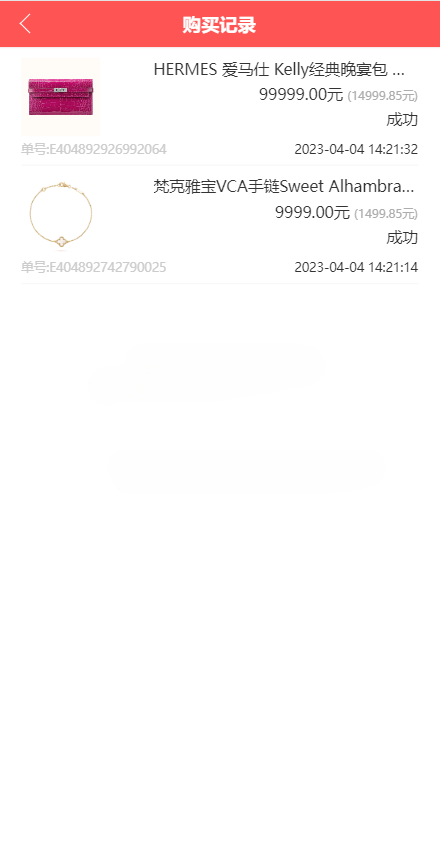 购买记录
HERMES 爱马仕 Kelly经典晚宴包 ...
99999.00元 (14999.85元)
成功
单号:E404892926992064 2023-04-04 14:21:32
梵克雅宝VCA手链Sweet Alhambra...
9999.00元 (1499.85元)
成功
单号:E404892742790025 2023-04-04 14:21:14